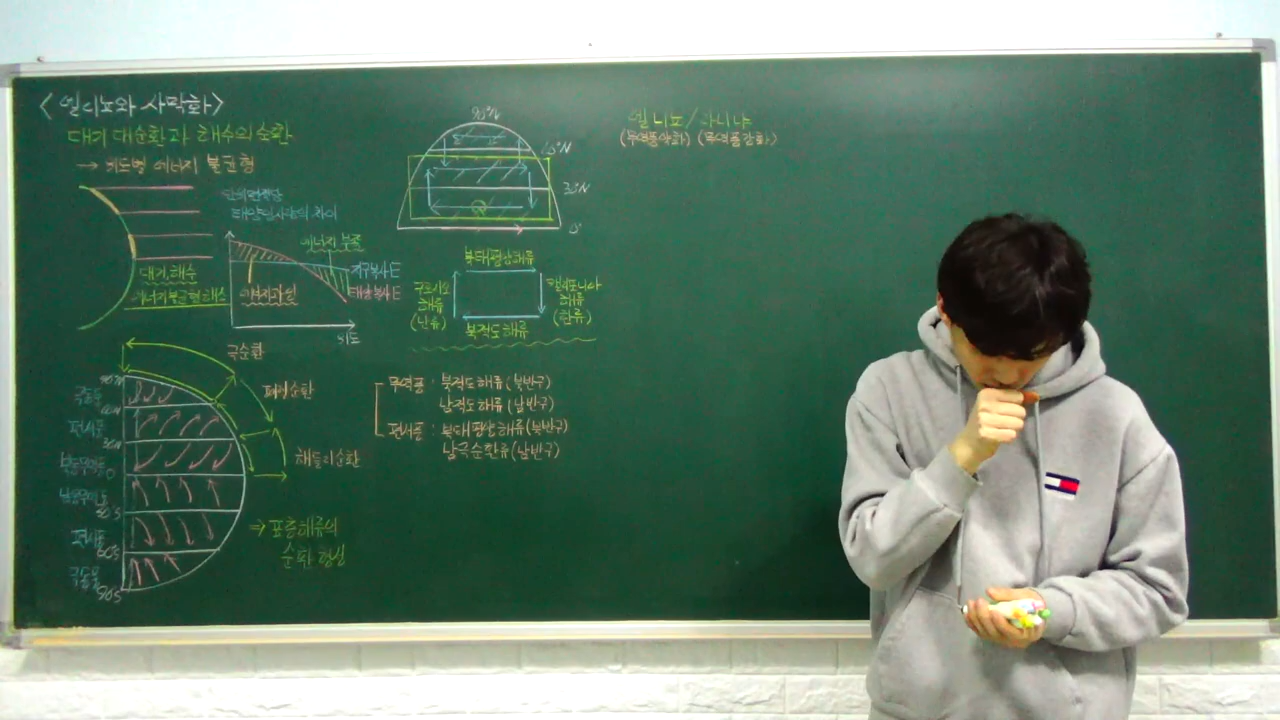 <엘니뇨와 사막화>
대기 대순환과 해수의 순환
→ 위도별 에너지 불균형
단위면적당
태양입사량의 차이
에너지 부족
지구복사E
태양복사E
에너지과잉
위도
대기, 해수
에너지불균형 해소
90°N
60°N
30°N
0°
북태평양해류
쿠로시오
해류
(난류)
캘리포니아
해류
(한류)
북적도해류
엘니뇨/라니냐
(무역풍약화) (무역풍강화)
극순환
페렐순환
해들리순환
90N
극동풍
60N
편서풍
30N
북동무역풍
0
남동무역풍
30°S
편서풍
60°S
극동풍
90°S
⇒ 표층해류의
순환 형성
무역풍 : 북적도해류(북반구)
남적도해류(남반구)
편서풍 : 북태평양해류(북반구)
남극순환류(남반구)